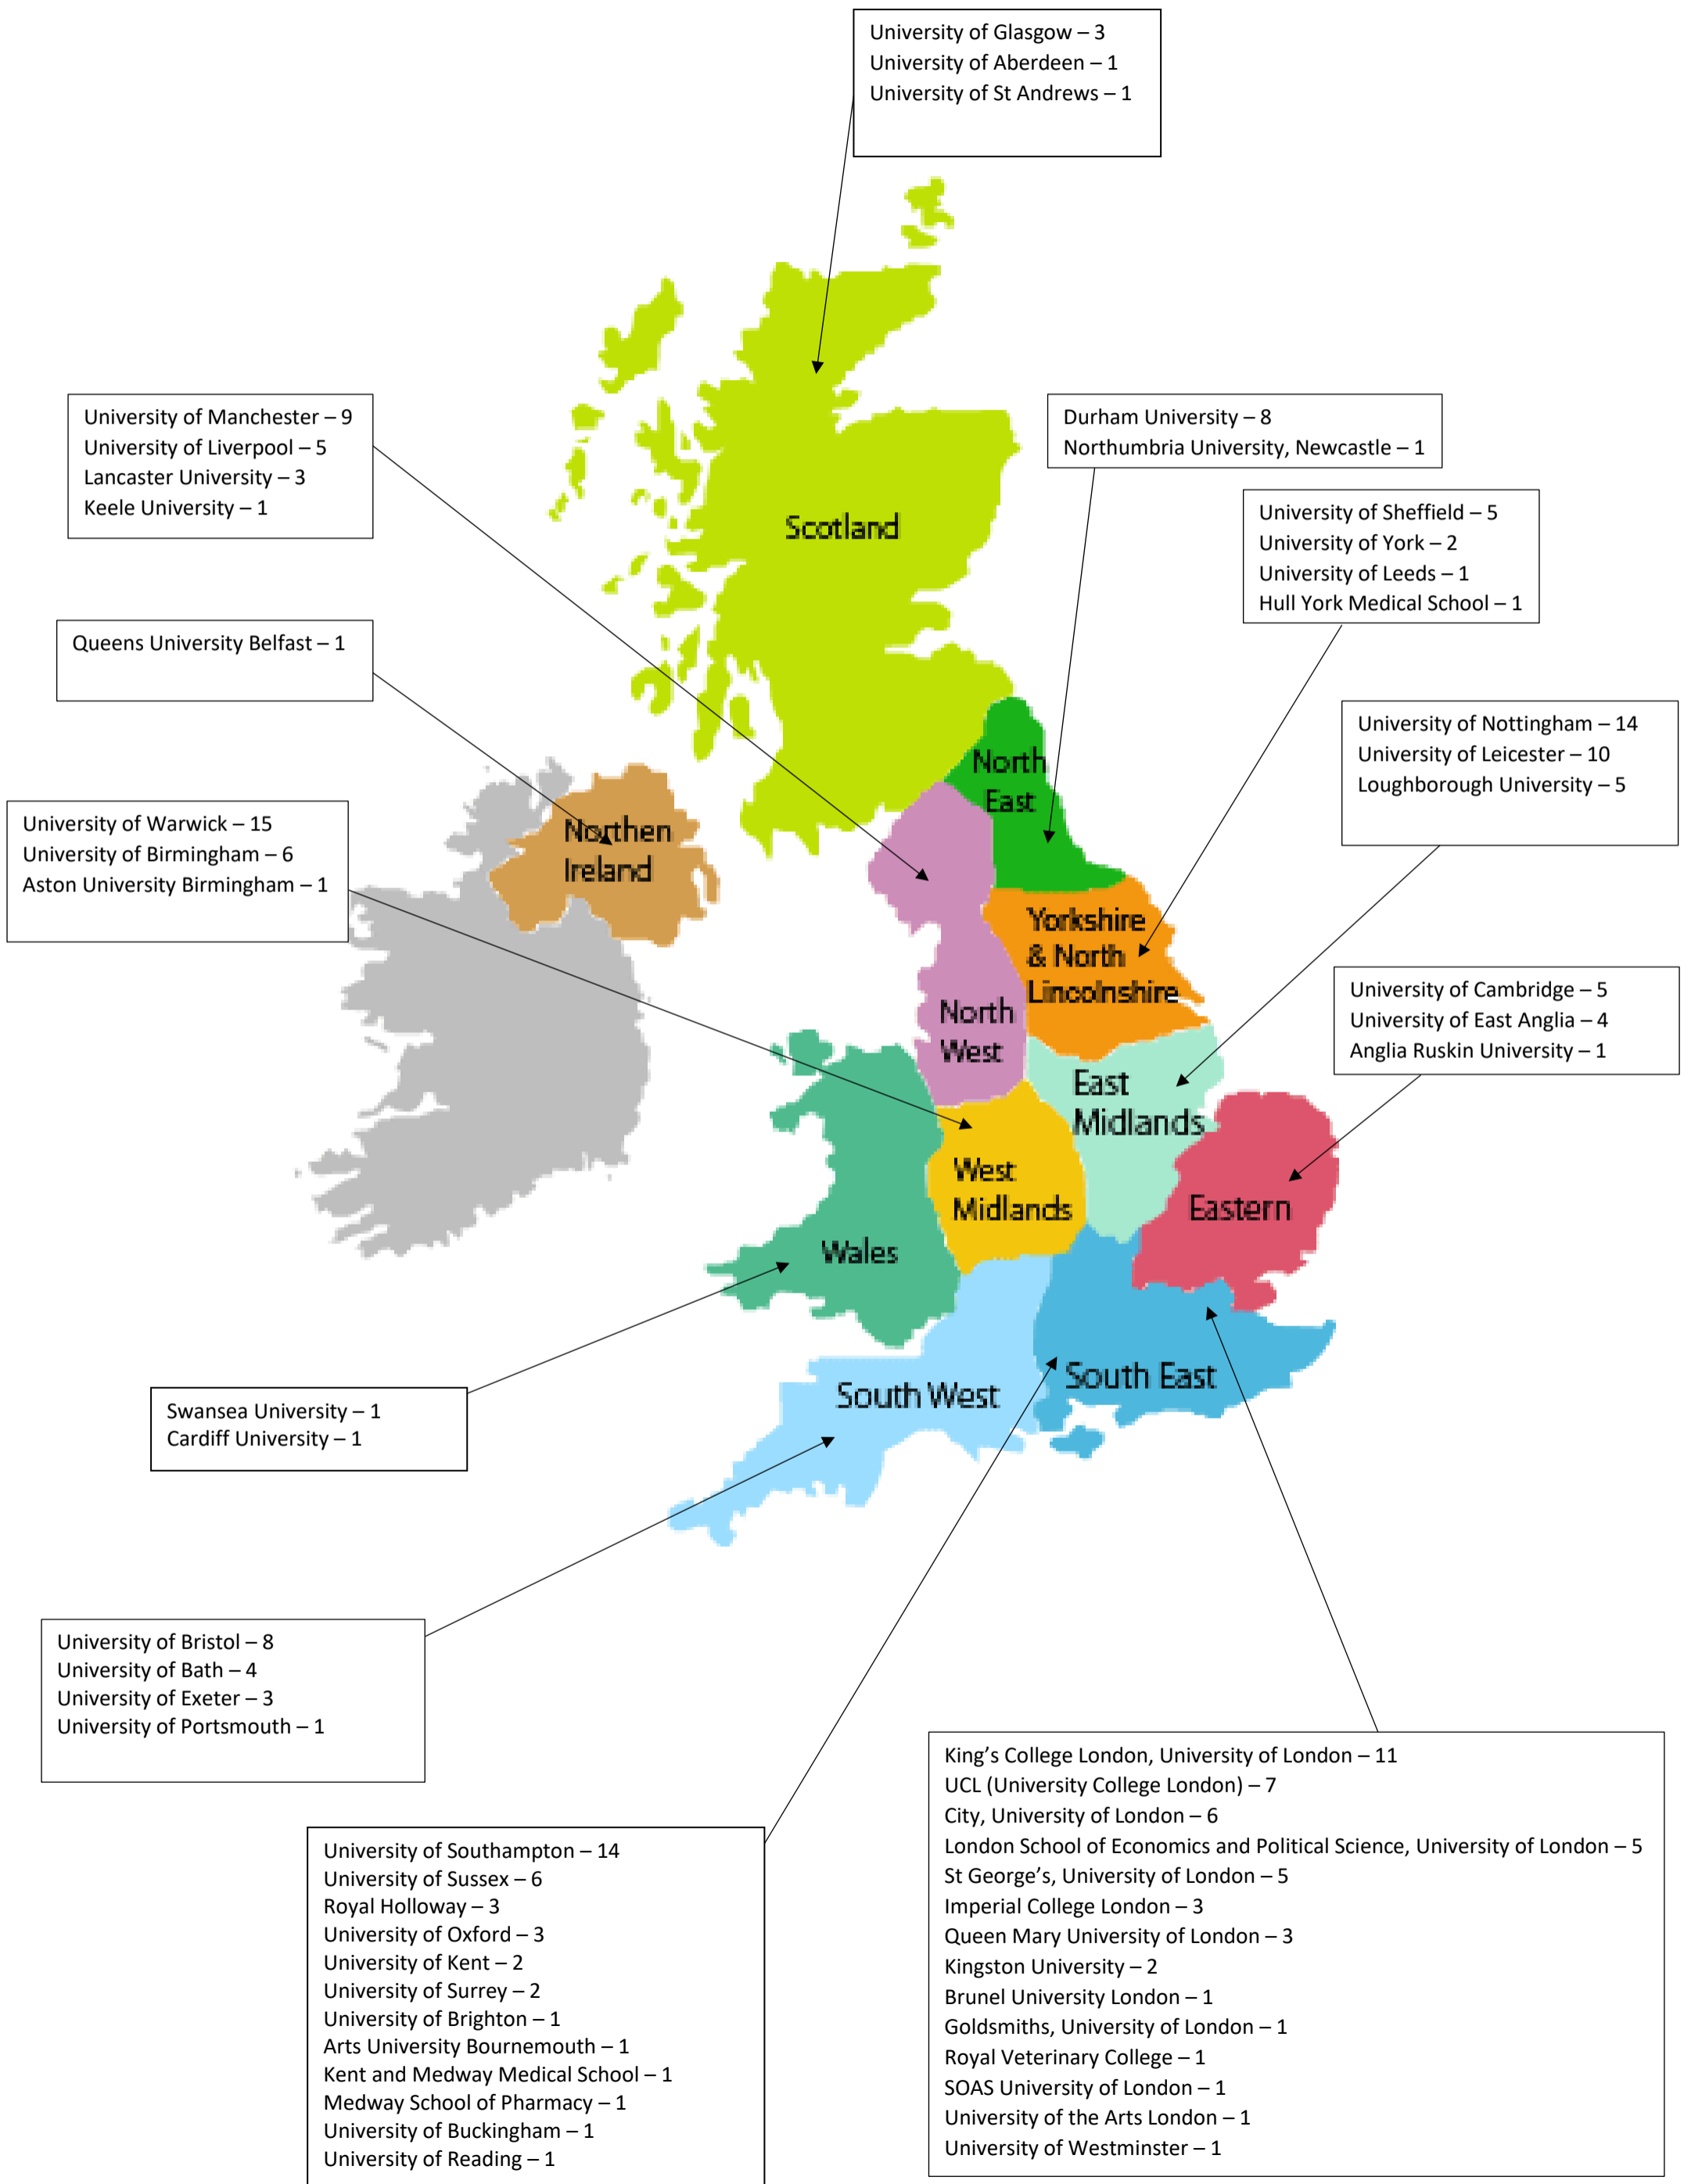 University of Glasgow – 3
University of Aberdeen – 1
University of St Andrews – 1
University of Manchester – 9
University of Liverpool – 5
Lancaster University – 3
Keele University – 1
Durham University – 8
Northumbria University, Newcastle – 1
University of Sheffield – 5
University of York – 2
University of Leeds – 1
Hull York Medical School – 1
Scotland
Queens University Belfast – 1
University of Nottingham – 14
University of Leicester – 10
Loughborough University – 5
North
East
University of Warwick – 15
University of Birmingham – 6
Aston University Birmingham – 1
Northen
Ireland
Yorkshire
& North
Lincolnshire
University of Cambridge – 5
University of East Anglia – 4
Anglia Ruskin University – 1
North
West
East
Midlands
West
Midlands
Eastern
Wales
South East
South West
Swansea University – 1
Cardiff University – 1
University of Bristol – 8
University of Bath – 4
University of Exeter – 3
University of Portsmouth – 1
University of Southampton – 14
University of Sussex – 6
Royal Holloway – 3
University of Oxford – 3
University of Kent – 2
University of Surrey – 2
University of Brighton – 1
Arts University Bournemouth – 1
Kent and Medway Medical School – 1
Medway School of Pharmacy – 1
University of Buckingham – 1
University of Reading – 1
King’s College London, University of London – 11
UCL (University College London) – 7
City, University of London – 6
London School of Economics and Political Science, University of London – 5
St George’s, University of London – 5
Imperial College London – 3
Queen Mary University of London – 3
Kingston University – 2
Brunel University London – 1
Goldsmiths, University of London – 1
Royal Veterinary College – 1
SOAS University of London – 1
University of the Arts London – 1
University of Westminster – 1